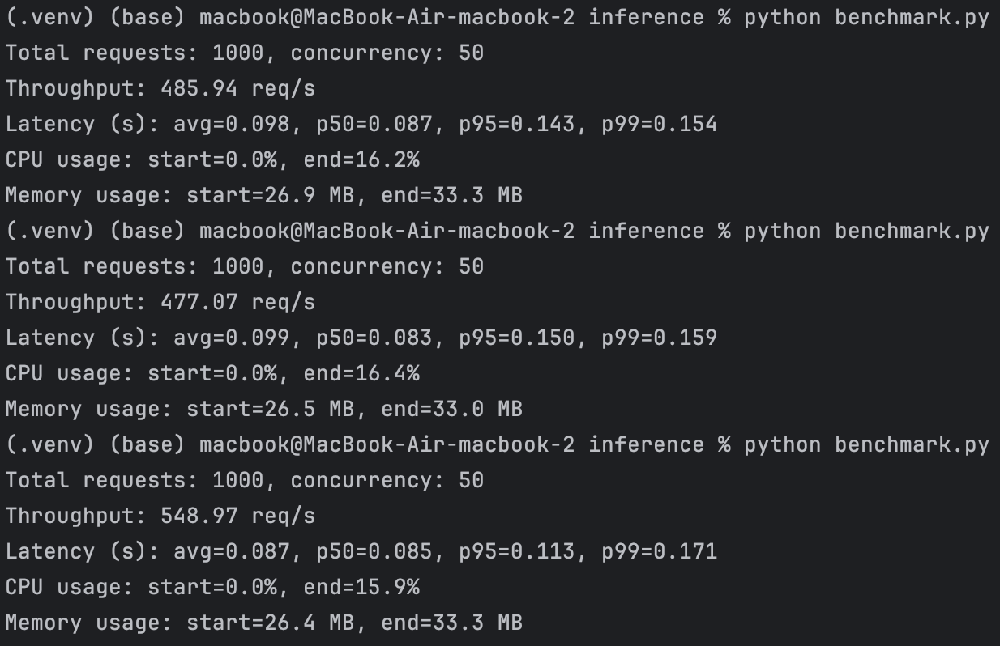 (.venv) (base) macbook@MacBook-Air-macbook-2 inference % python benchmark.py
Total requests: 1000, concurrency: 50
Throughput: 485.94 req/s
Latency (s): avg=0.098, p50=0.087, p95=0.143, p99=0.154
CPU usage: start=0.0%, end=16.2%
Memory usage: start=26.9 MB, end=33.3 MB
(.venv) (base) macbook@MacBook-Air-macbook-2 inference % python benchmark.py
Total requests: 1000, concurrency: 50
Throughput: 477.07 req/s
Latency (s): avg=0.099, p50=0.083, p95=0.150, p99=0.159
CPU usage: start=0.0%, end=16.4%
Memory usage: start=26.5 MB, end=33.0 MB
(.venv) (base) macbook@MacBook-Air-macbook-2 inference % python benchmark.py
Total requests: 1000, concurrency: 50
Throughput: 548.97 req/s
Latency (s): avg=0.087, p50=0.085, p95=0.113, p99=0.171
CPU usage: start=0.0%, end=15.9%
Memory usage: start=26.4 MB, end=33.3 MB